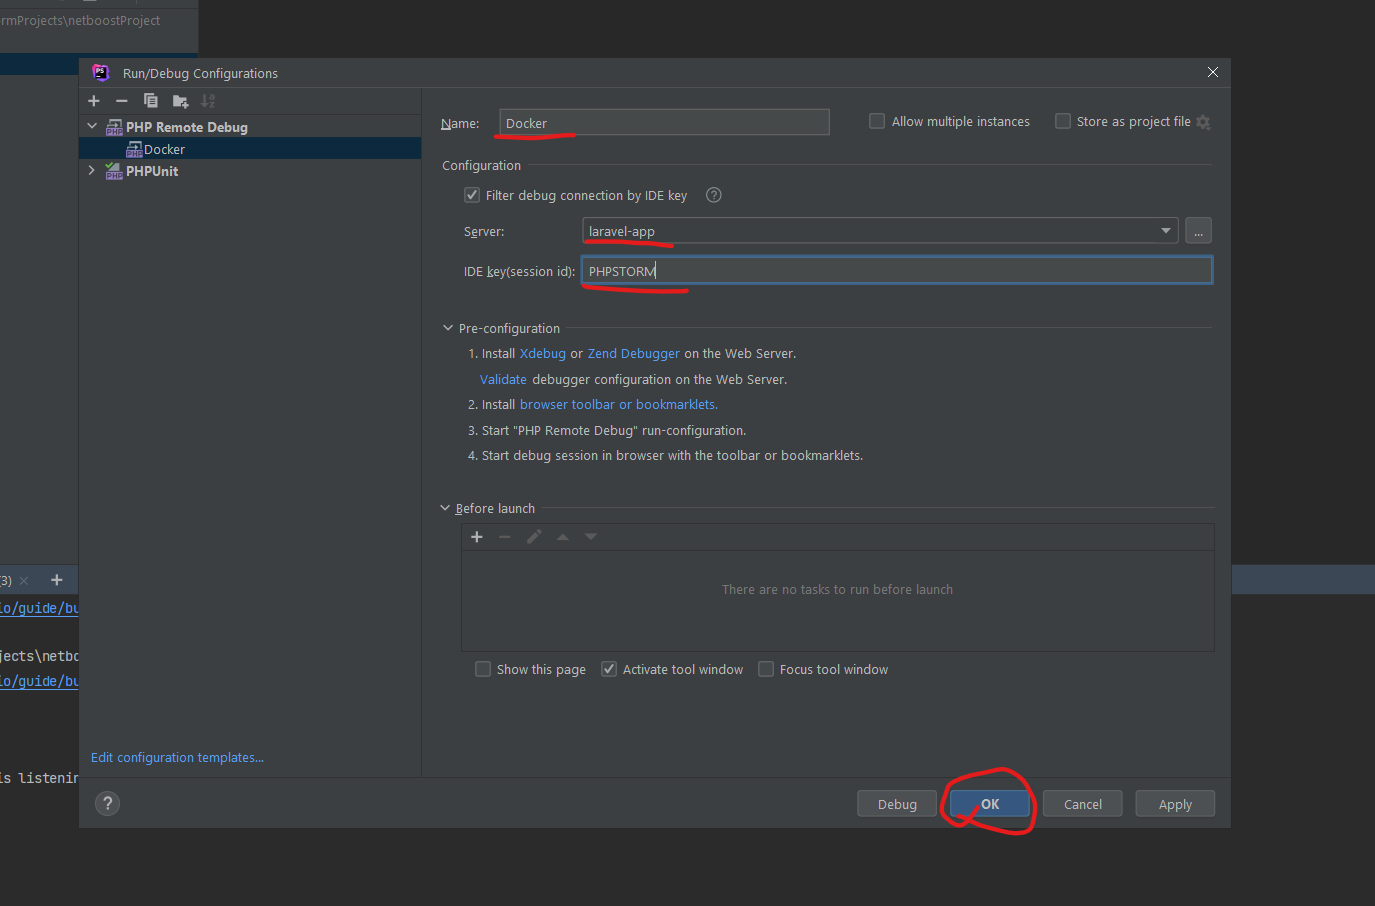 rmProjects\netboostProject
PS
Run/Debug Configurations
PHP Remote Debug
Docker
PHPUnit
Name:
Docker
Allow multiple instances
Store as project file
Configuration
Filter debug connection by IDE key
?
Server:
laravel-app
...
IDE key(session id):
PHPSTORM
Pre-configuration
1. Install Xdebug or Zend Debugger on the Web Server.
Validate debugger configuration on the Web Server.
2. Install browser toolbar or bookmarklets.
3. Start "PHP Remote Debug" run-configuration.
4. Start debug session in browser with the toolbar or bookmarklets.
Before launch
There are no tasks to run before launch
Show this page
Activate tool window
Focus tool window
(3)
io/guide/bu
jects\netbo
io/guide/bu
is listenin
Edit configuration templates...
?
Debug
OK
Cancel
Apply